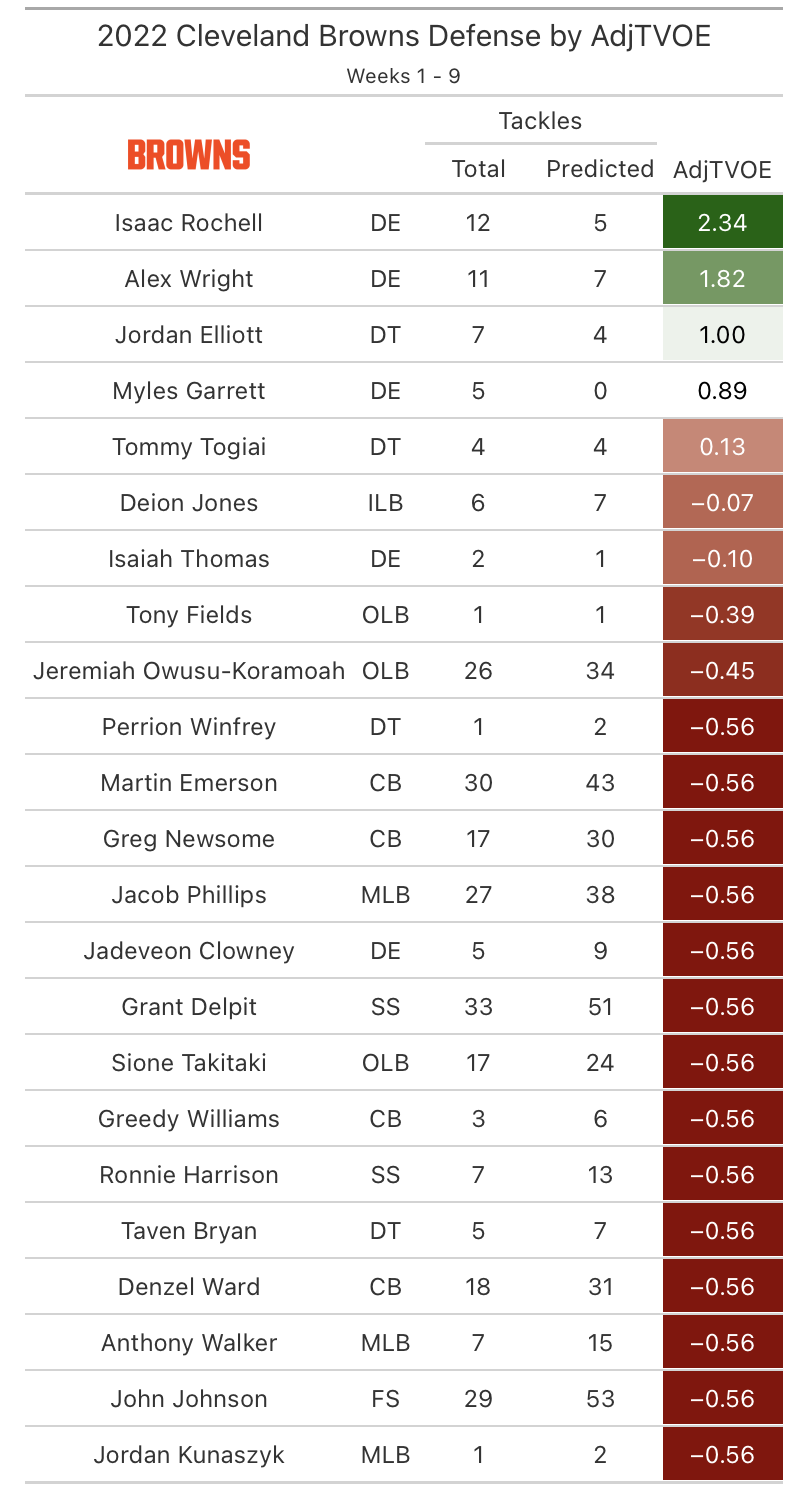 2022 Cleveland Browns Defense by AdjTVOE
Weeks 1 - 9
Tackles
BROWNS Total Predicted AdjTVOE
Isaac Rochell DE 12 5 2.34
Alex Wright DE 11 7 1.82
Jordan Elliott DT 7 4 1.00
Myles Garrett DE 5 0 0.89
Tommy Togiai DT 4 4 0.13
Deion Jones ILB 6 7 −0.07
Isaiah Thomas DE 2 1 −0.10
Tony Fields OLB 1 1 −0.39
Jeremiah Owusu-Koramoah OLB 26 34 −0.45
Perrion Winfrey DT 1 2 −0.56
Martin Emerson CB 30 43 −0.56
Greg Newsome CB 17 30 −0.56
Jacob Phillips MLB 27 38 −0.56
Jadeveon Clowney DE 5 9 −0.56
Grant Delpit SS 33 51 −0.56
Sione Takitaki OLB 17 24 −0.56
Greedy Williams CB 3 6 −0.56
Ronnie Harrison SS 7 13 −0.56
Taven Bryan DT 5 7 −0.56
Denzel Ward CB 18 31 −0.56
Anthony Walker MLB 7 15 −0.56
John Johnson FS 29 53 −0.56
Jordan Kunaszyk MLB 1 2 −0.56